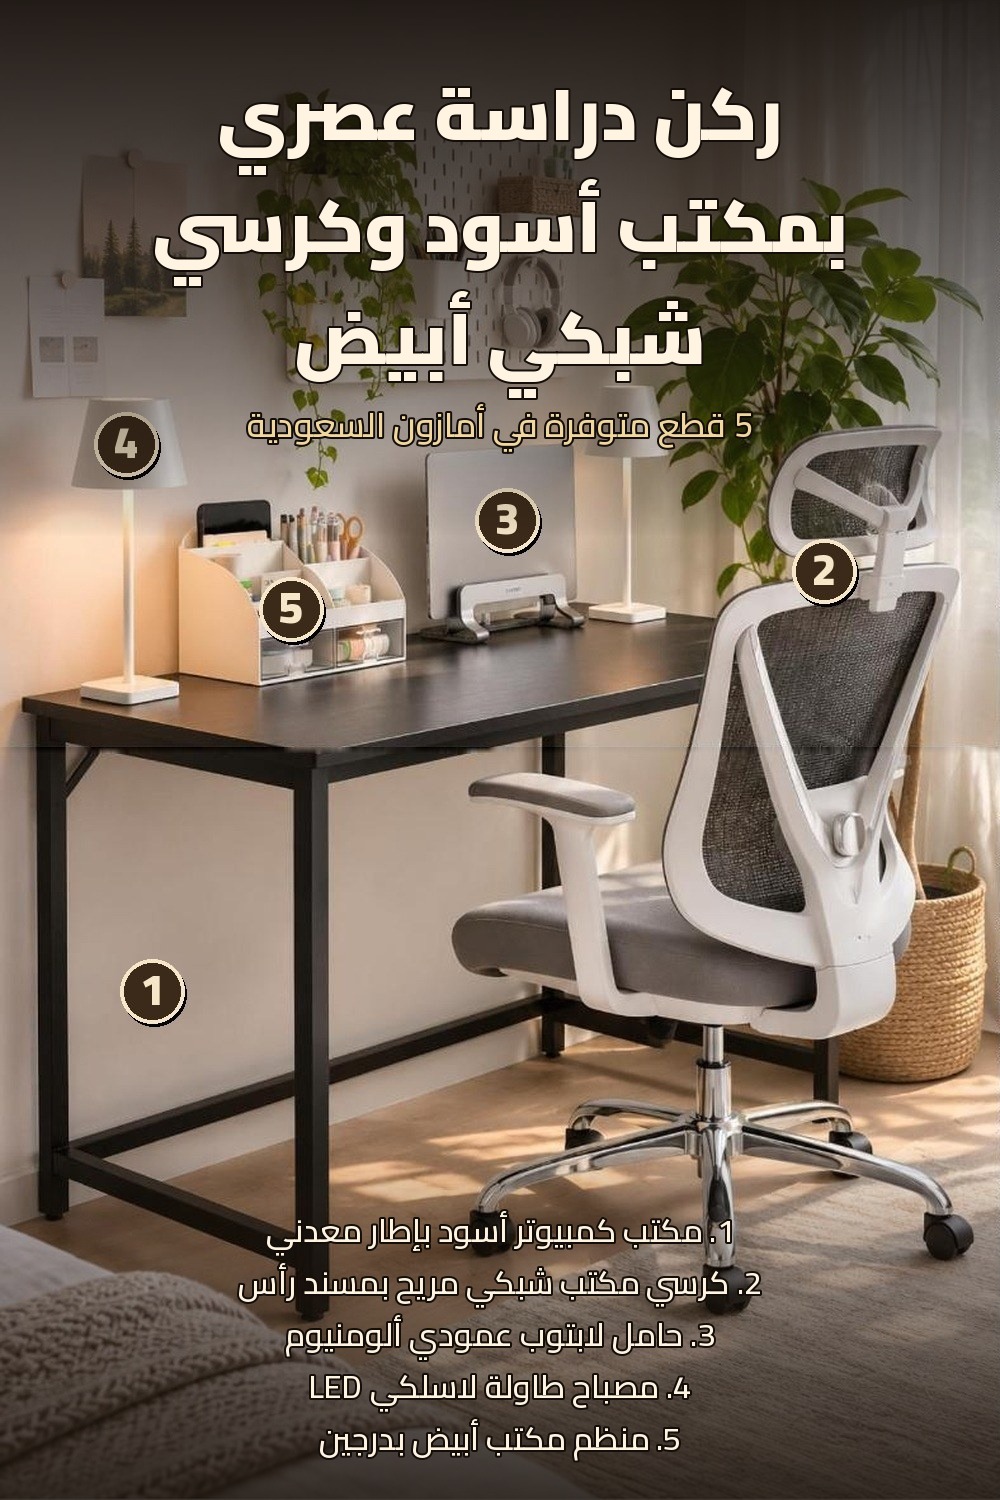 ركن دراسة عصري
بمكتب أسود وكرسي
شبكي أبيض
5 قطع متوفرة في أمازون السعودية
4
3
2
5
1
1. مكتب كمبيوتر أسود بإطار معدني
2. كرسي مكتب شبكي مريح بمسند رأس
3. حامل لابتوب عمودي ألومنيوم
4. مصباح طاولة لاسلكي LED
5. منظم مكتب أبيض بدرجين